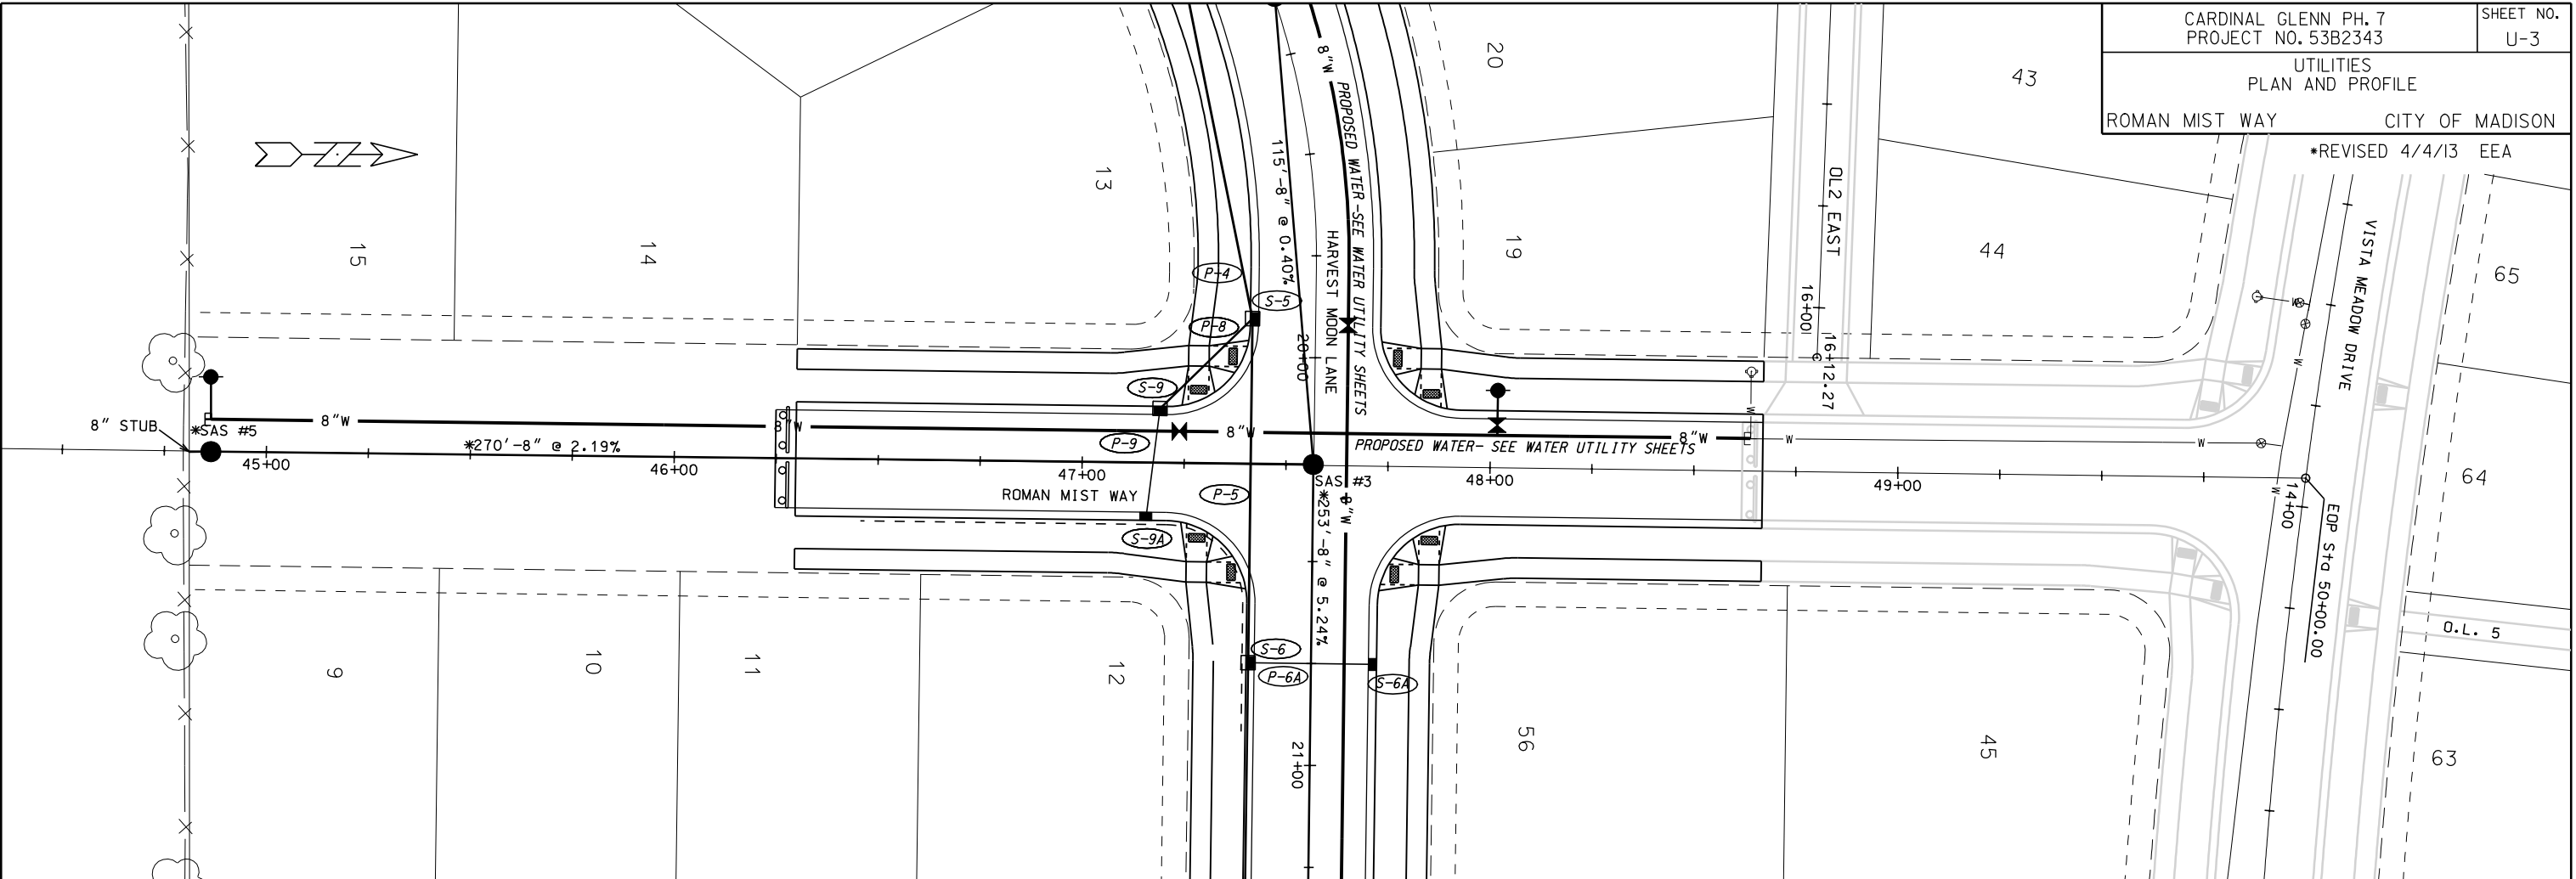 CARDINAL GLENN PH. 7
PROJECT NO. 53B2343
SHEET NO.
U-3
UTILITIES
PLAN AND PROFILE
ROMAN MIST WAY
CITY OF MADISON
*REVISED 4/4/13 EEA
20
43
8"W
PROPOSED WATER-SEE WATER UTILITY SHEETS
115'-8" @ 0.40%
HARVEST MOON LANE
OL2 EAST
VISTA MEADOW DRIVE
13
15
14
19
44
65
P-4
S-5
P-8
20+00
16+00
16+12.27
W
W
W
S-9
8" STUB
*SAS #5
8"W
8"W
8"W
8"W
W
W
P-9
PROPOSED WATER- SEE WATER UTILITY SHEETS
*270'-8" @ 2.19%
45+00
46+00
47+00
48+00
49+00
64
ROMAN MIST WAY
P-5
SAS #3
*253'-8" @ 5.24%
8"W
W
14+00
EOP Sta 50+00.00
S-9A
O.L. 5
S-6
P-6A
S-6A
9
10
11
12
21+00
56
45
63